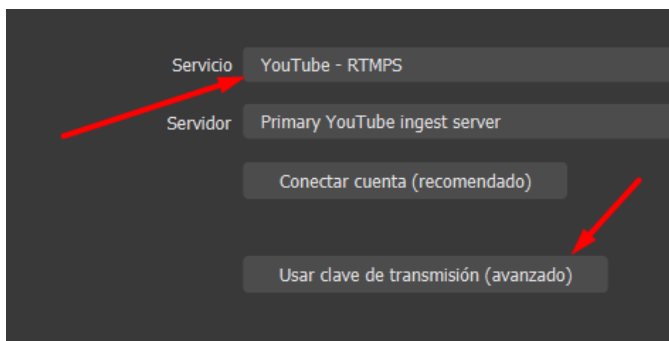 Servicio YouTube - RTMPS
Servidor Primary YouTube ingest server
Conectar cuenta (recomendado)
Usar clave de transmisión (avanzado)